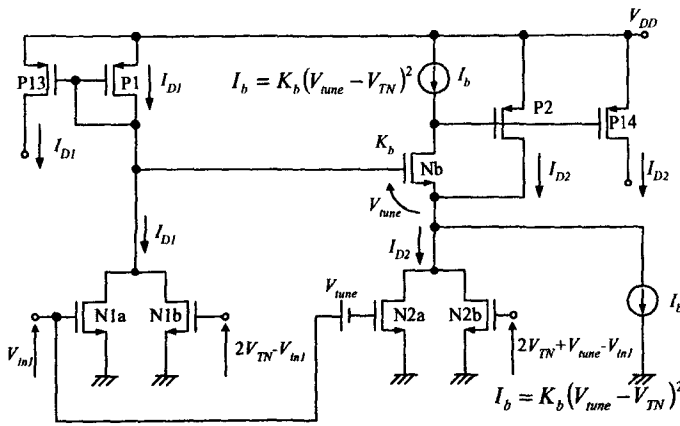 V_DD
P13
P1
I_D1
I_b = K_b(V_tune − V_TN)^2
I_b
P2
P14
I_D1
K_b
Nb
I_D2
I_D2
V_tune
I_D1
I_D2
V_tune
N1a
N1b
N2a
N2b
I_b
V_in1
2V_TN-V_in1
2V_TN+V_tune-V_in1
I_b = K_b(V_tune − V_TN)^2